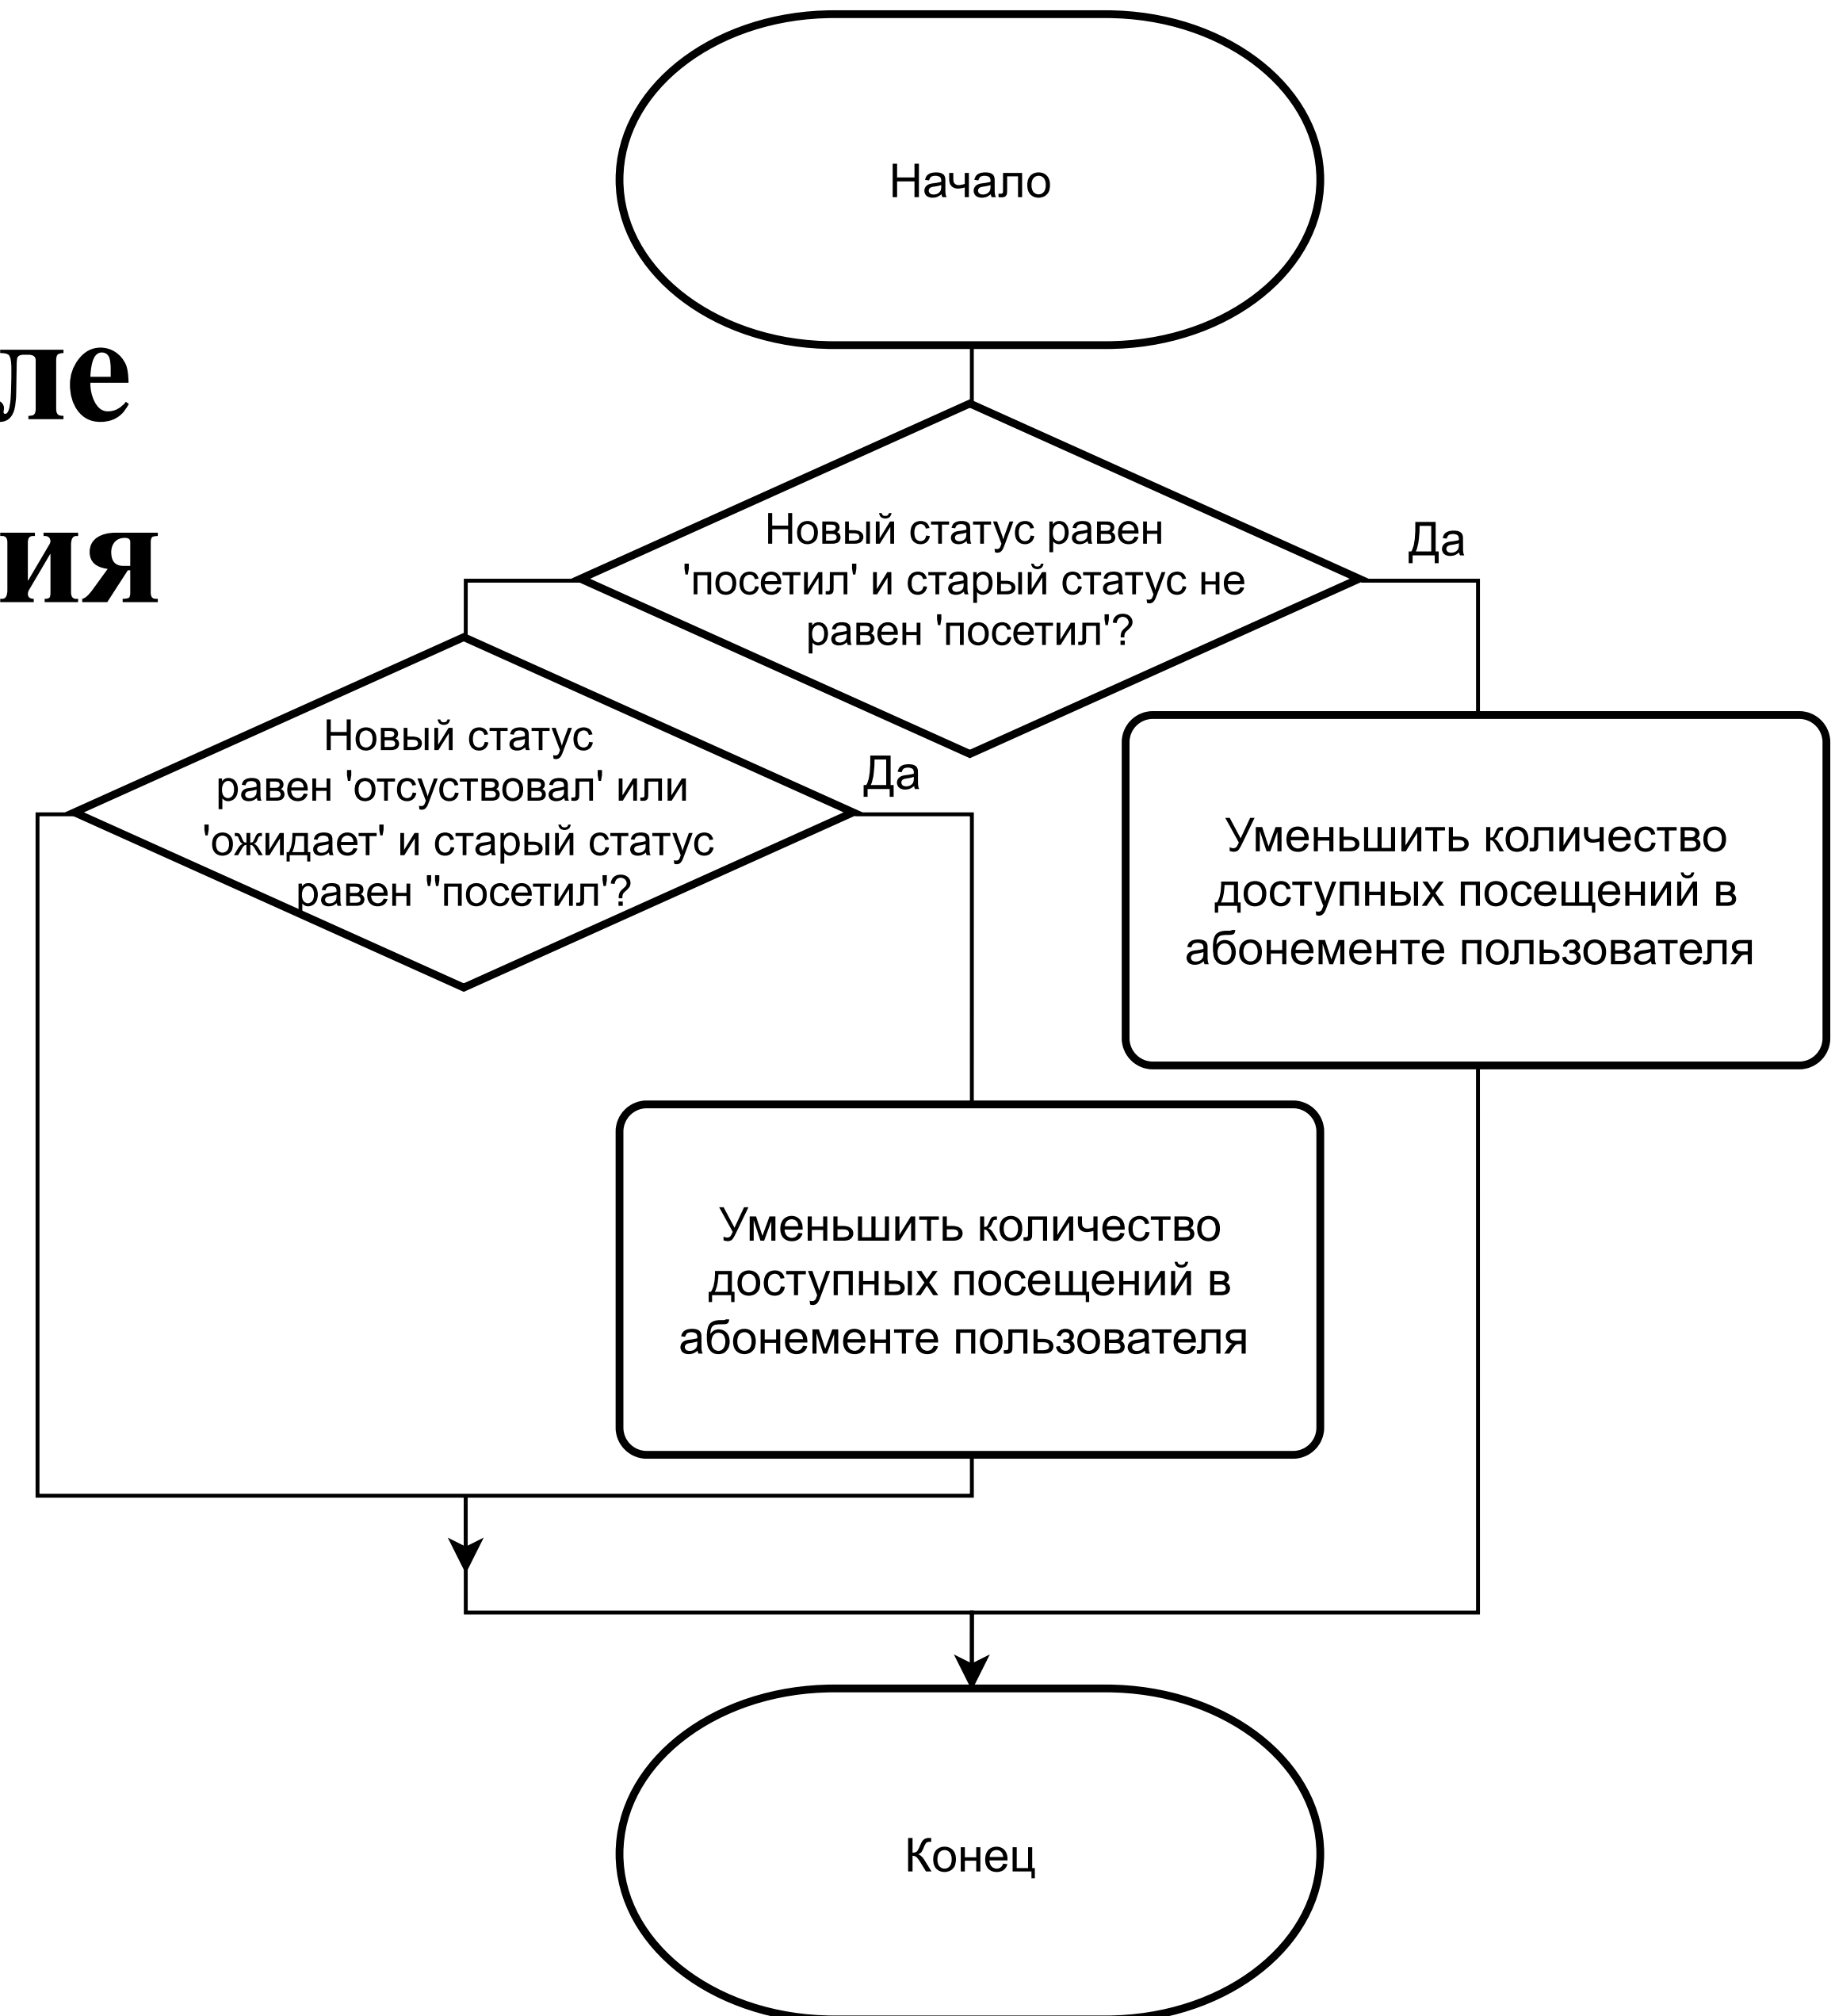 Начало
ле
ия
Новый статус равен
'посетил' и старый статус не
равен 'посетил'?
Да
Новый статус
равен 'отсуствовал' или
'ожидает' и старый статус
равен "посетил'?
Да
Уменьшить количество
доступных посещений в
абонементе пользователя
Уменьшить количество
доступных посещений в
абонементе пользователя
Конец